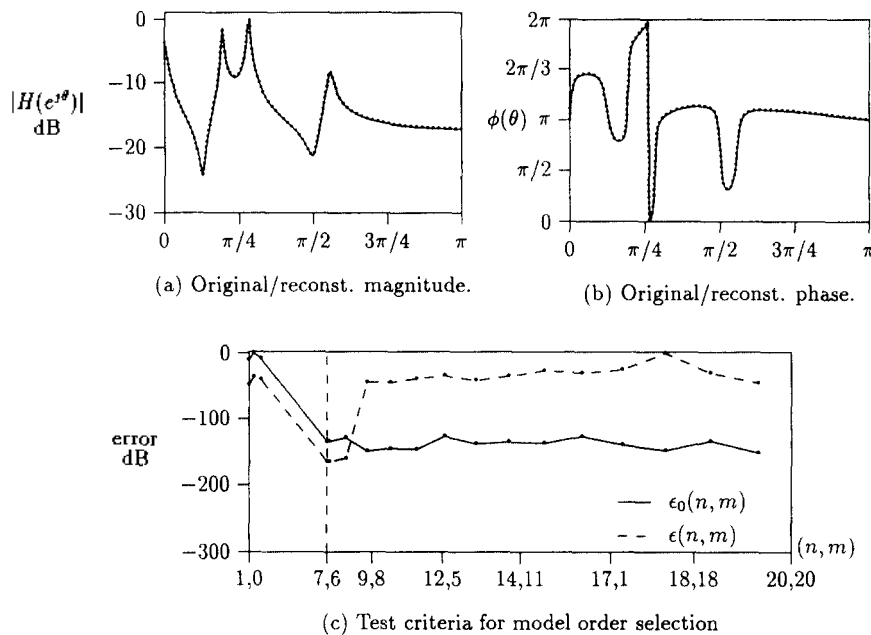 0
−10
−20
−30
|H(e^{jθ})|
dB
0 π/4 π/2 3π/4 π
(a) Original/reconst. magnitude.
2π
2π/3
φ(θ) π
π/2
0
0 π/4 π/2 3π/4 π
(b) Original/reconst. phase.
0
−100
error
dB
−200
−300
ϵ₀(n, m)
ϵ(n, m)
(n, m)
1,0 7,6 9,8 12,5 14,11 17,1 18,18 20,20
(c) Test criteria for model order selection